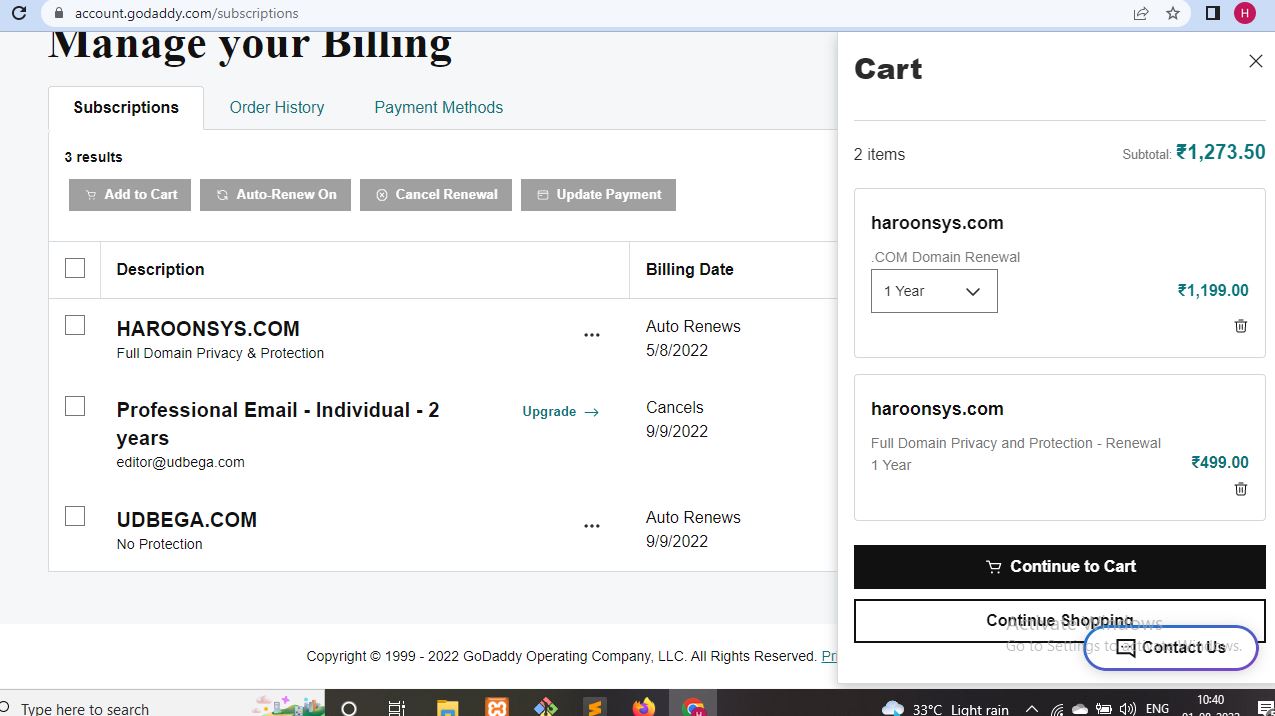 account.godaddy.com/subscriptions
H
Manage your Billing
Subscriptions
Order History
Payment Methods
3 results
Add to Cart
Auto-Renew On
Cancel Renewal
Update Payment
Description
Billing Date
HAROONSYS.COM
Full Domain Privacy & Protection
...
Auto Renews
5/8/2022
Professional Email - Individual - 2
years
editor@udbega.com
Upgrade →
Cancels
9/9/2022
UDBEGA.COM
No Protection
...
Auto Renews
9/9/2022
Copyright © 1999 - 2022 GoDaddy Operating Company, LLC. All Rights Reserved.
Cart
2 items
Subtotal: ₹1,273.50
haroonsys.com
.COM Domain Renewal
1 Year
₹1,199.00
haroonsys.com
Full Domain Privacy and Protection - Renewal
1 Year
₹499.00
Continue to Cart
Continue Shopping
Activate Windows
Go to Settings to activate Windows.
Contact Us
Type here to search
33°C Light rain
ENG
10:40